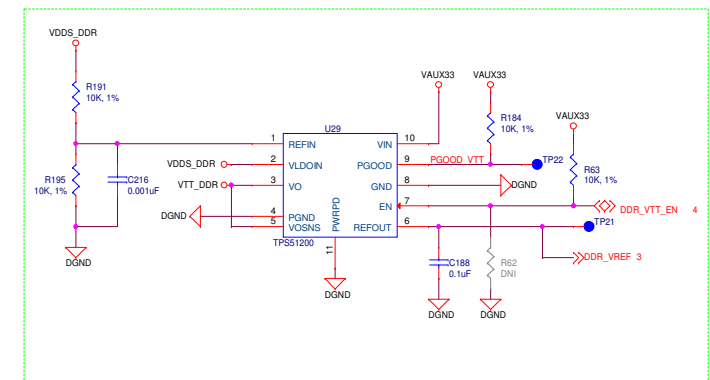 VDDS_DDR
R191
10K, 1%
R195
10K, 1%
C216
0.001uF
DGND
VDDS_DDR
VTT_DDR
DGND
U29
1 REFIN
2 VLDOIN
3 VO
4 PGND
5 VOSNS
VIN 10
PGOOD 9
GND 8
EN 7
REFOUT 6
PWRPD
11
TPS51200
DGND
VAUX33
VAUX33
R184
10K, 1%
VAUX33
PGOOD_VTT
TP22
R63
10K, 1%
DGND
DDR_VTT_EN 4
TP21
C188
0.1uF
R62
DNI
DDR_VREF 3
DGND
DGND